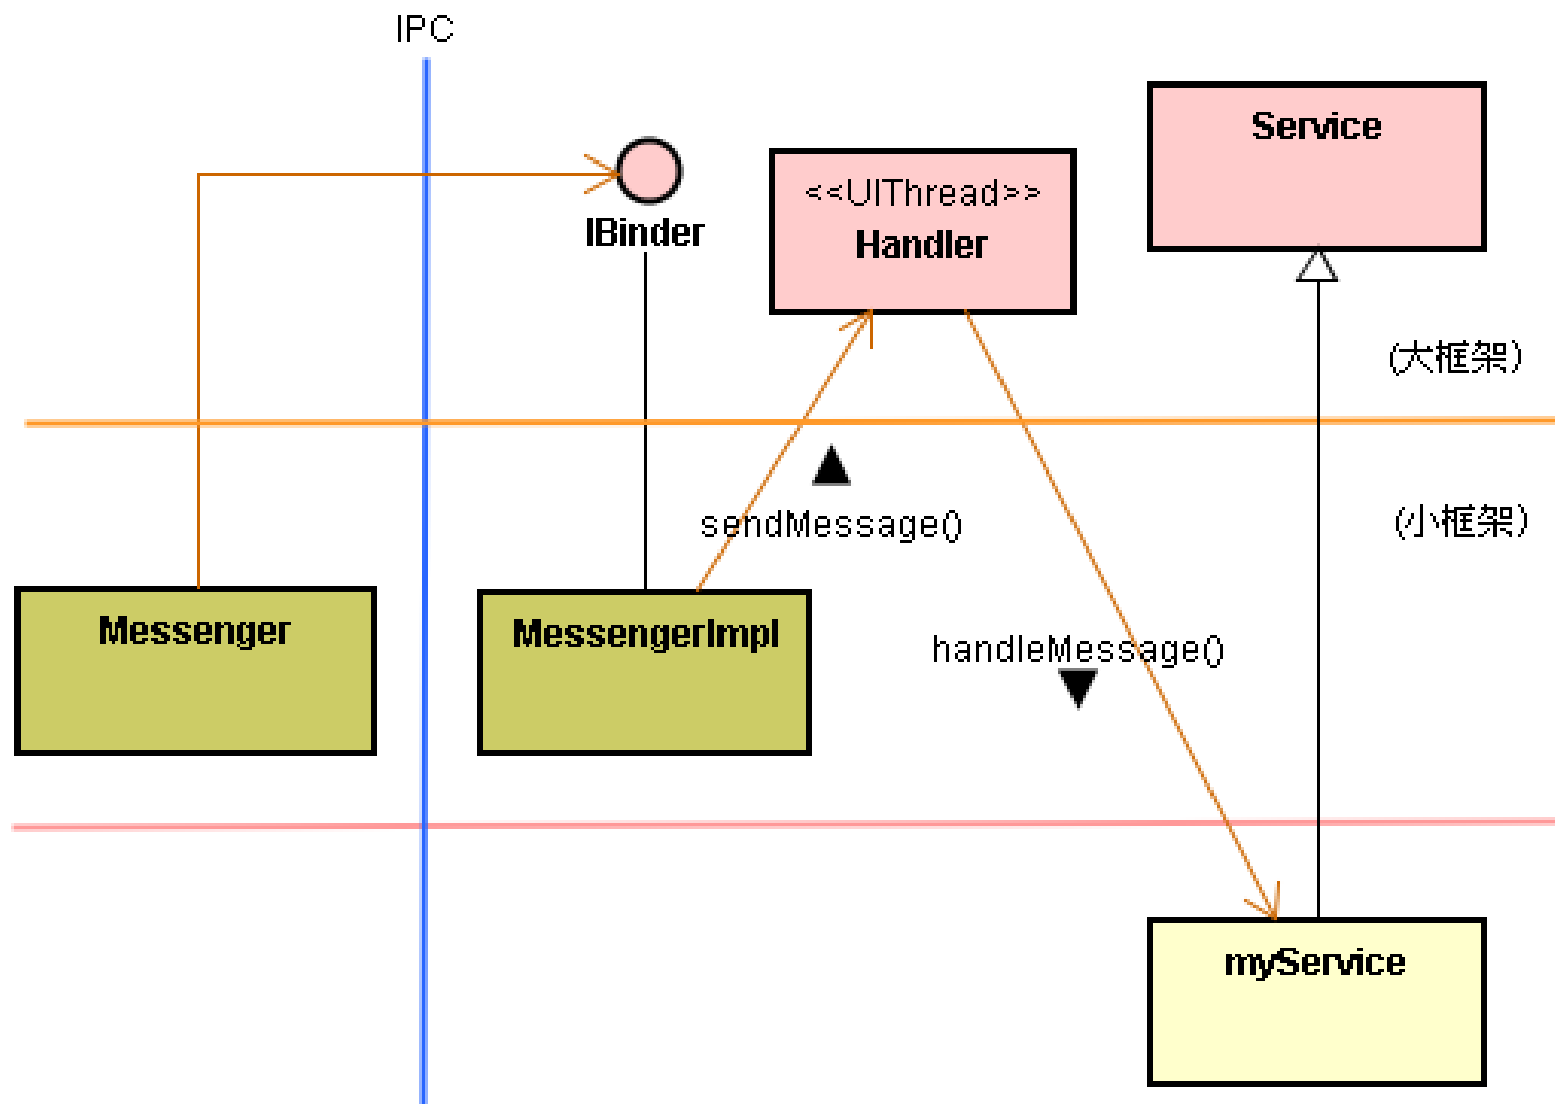 IPC
Service
<<UIThread>>
Handler
IBinder
(大框架)
sendMessage()
(小框架)
Messenger
MessengerImpl
handleMessage()
myService